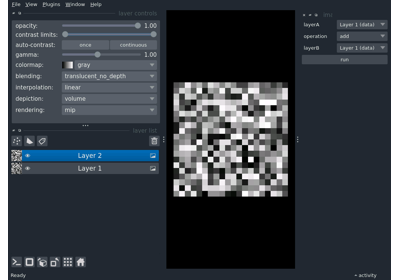 File View Plugins Window Help
layer controls
opacity: 1.00
contrast limits:
auto-contrast: once continuous
gamma: 1.00
colormap: gray
blending: translucent_no_depth
interpolation: linear
depiction: volume
rendering: mip
layer list
Layer 2
Layer 1
layerA Layer 1 (data)
operation add
layerB Layer 1 (data)
run
Ready
activity